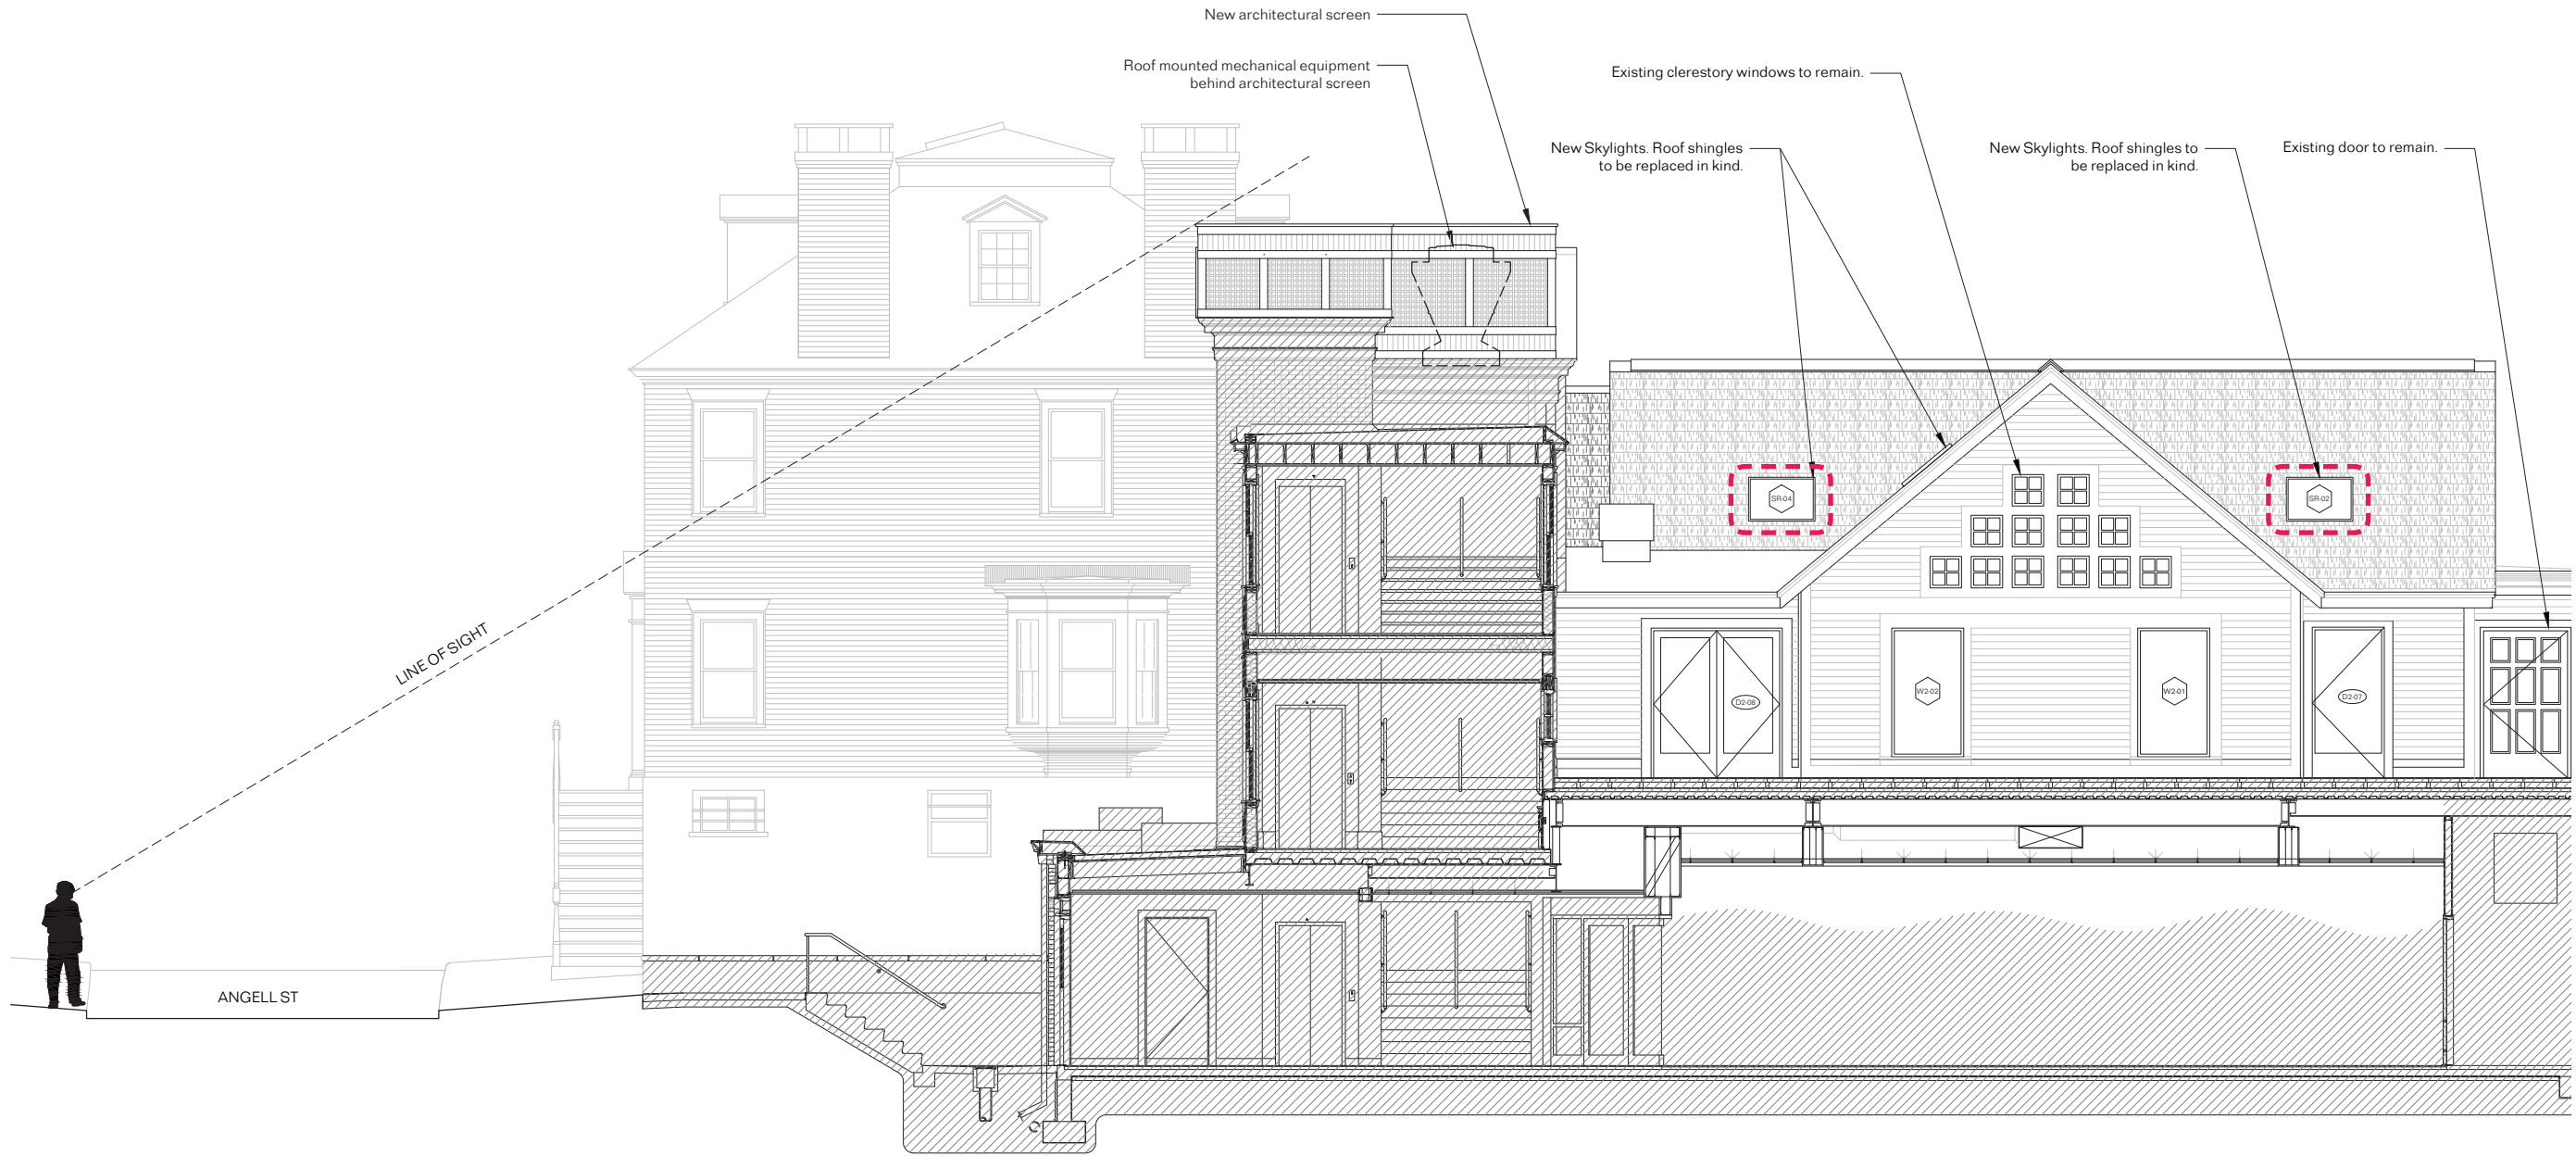 New architectural screen
Roof mounted mechanical equipment
behind architectural screen
Existing clerestory windows to remain.
New Skylights. Roof shingles
to be replaced in kind.
New Skylights. Roof shingles to
be replaced in kind.
Existing door to remain.
SR-04
SR-02
LINE OF SIGHT
W2-02
W2-01
D2-08
D2-07
ANGELL ST